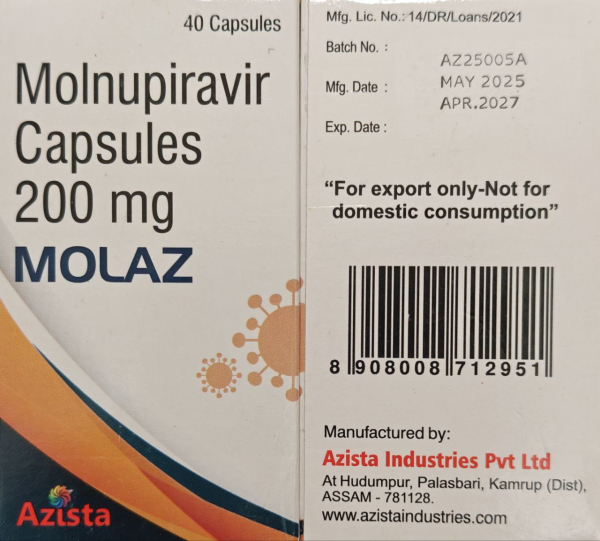 40 Capsules
Molnupiravir
Capsules
200 mg
MOLAZ
Azista
Mfg. Lic. No.: 14/DR/Loans/2021
Batch No. :
AZ25005A
Mfg. Date :
MAY 2025
APR.2027
Exp. Date :
“For export only-Not for
domestic consumption”
8 908008 712951
Manufactured by:
Azista Industries Pvt Ltd
At Hudumpur, Palasbari, Kamrup (Dist),
ASSAM - 781128.
www.azistaindustries.com